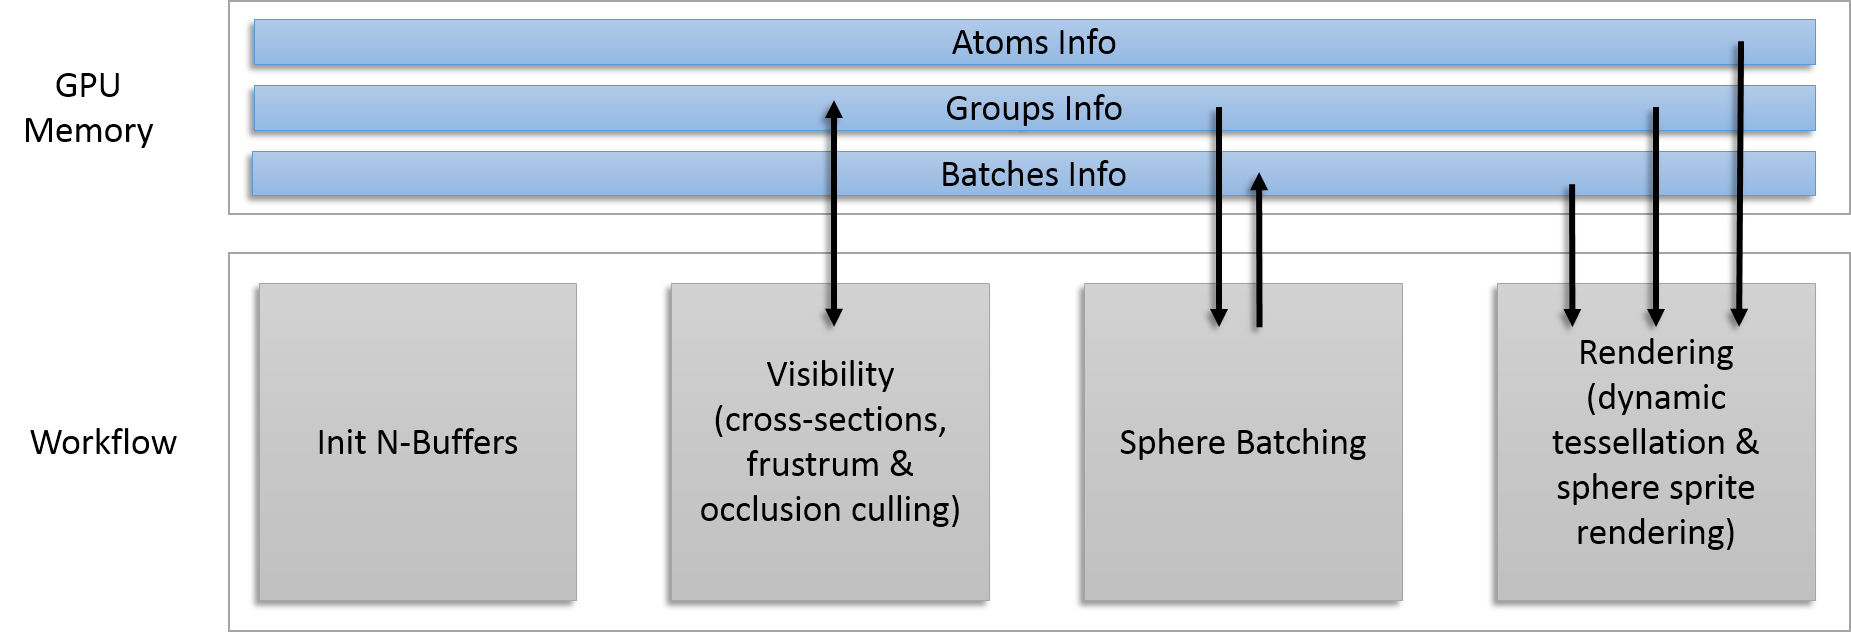 GPU
Memory
Atoms Info
Groups Info
Batches Info
Workflow
Init N-Buffers
Visibility
(cross-sections,
frustrum &
occlusion culling)
Sphere Batching
Rendering
(dynamic
tessellation &
sphere sprite
rendering)